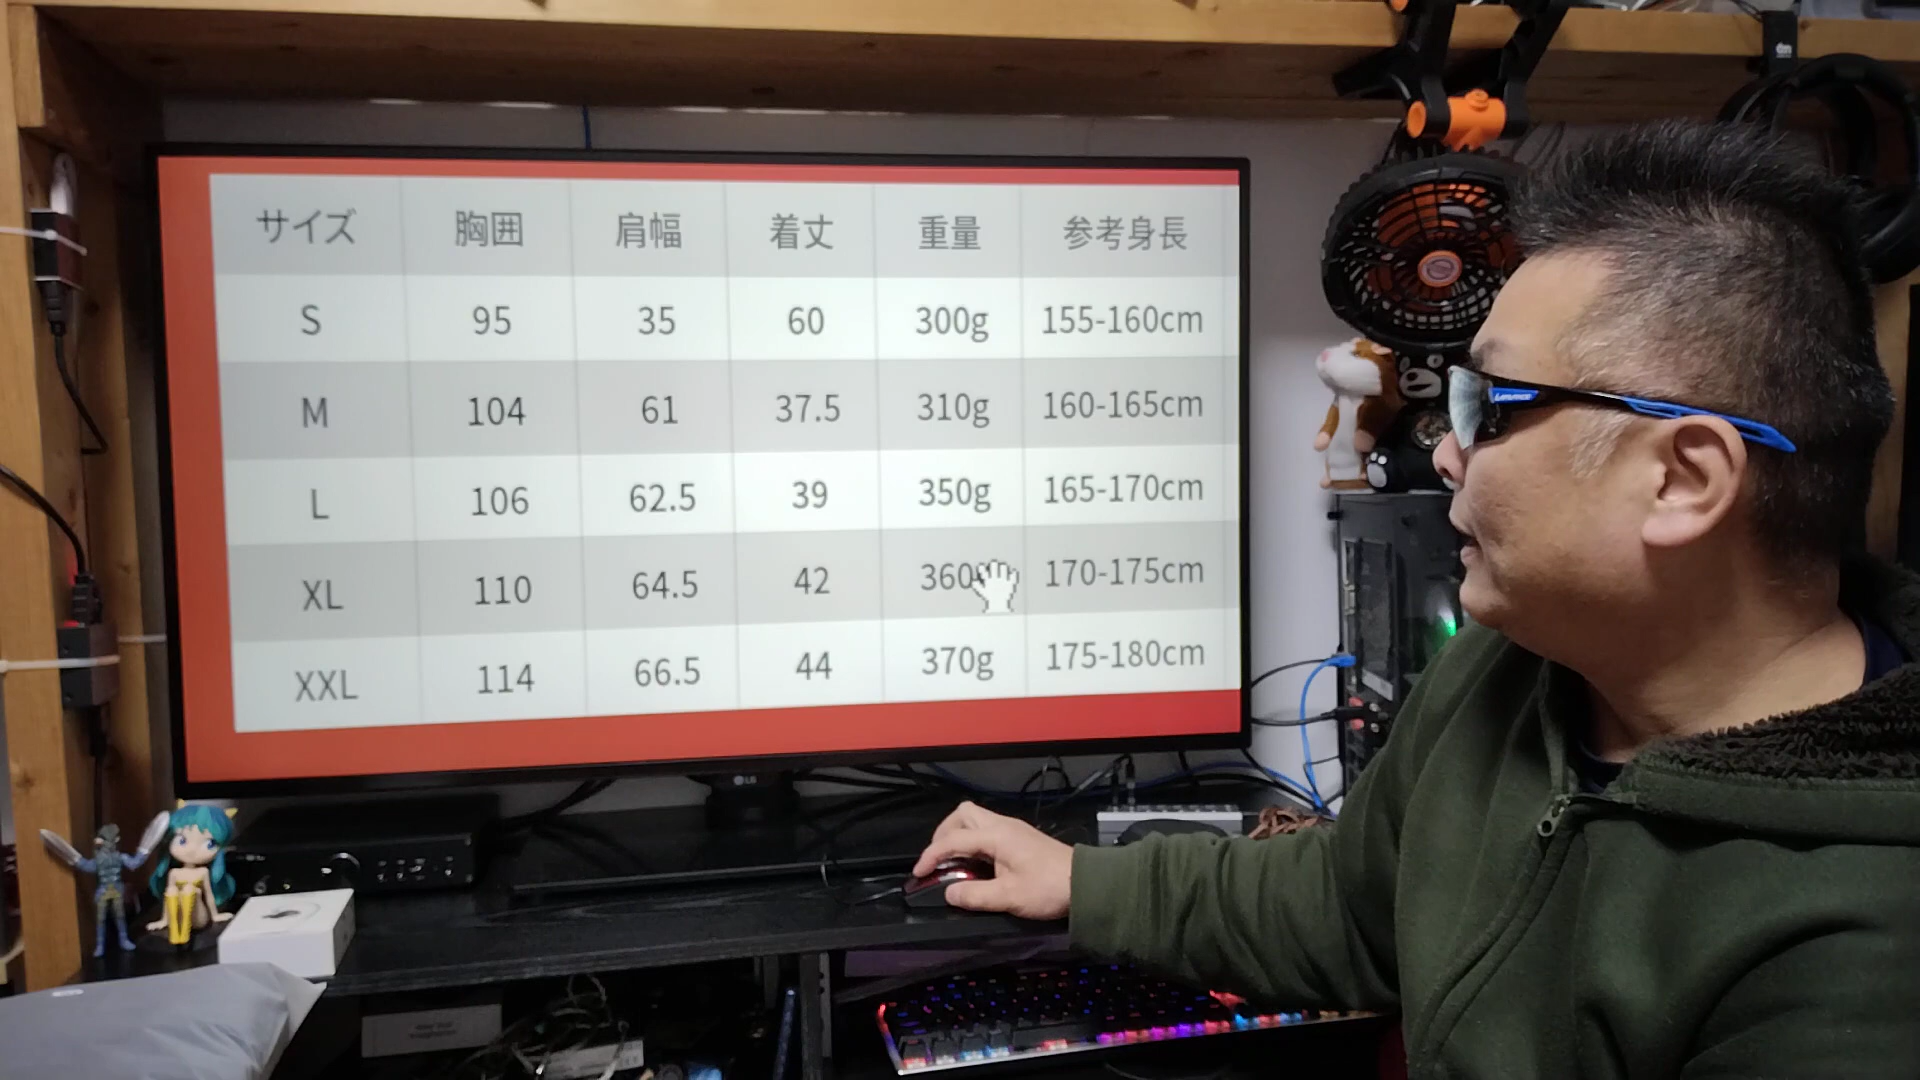 サイズ 胸囲 肩幅 着丈 重量 参考身長
S 95 35 60 300g 155-160cm
M 104 61 37.5 310g 160-165cm
L 106 62.5 39 350g 165-170cm
XL 110 64.5 42 360 170-175cm
XXL 114 66.5 44 370g 175-180cm
LG